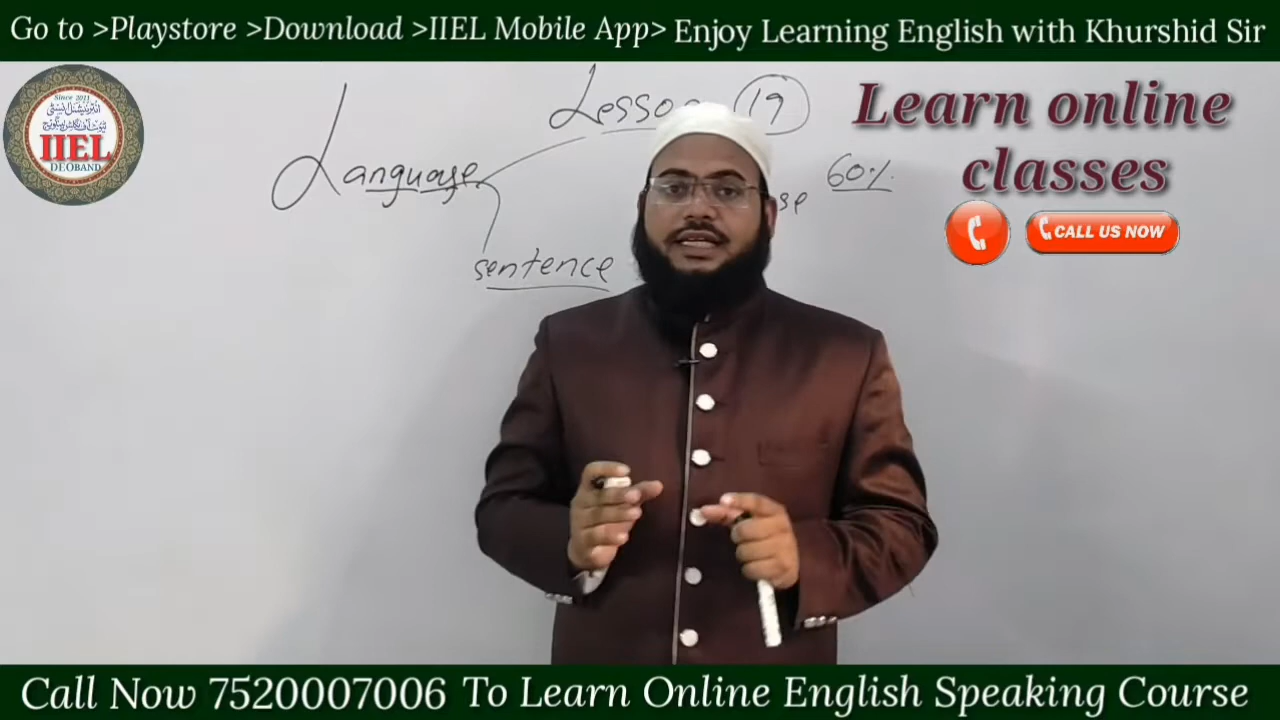 Go to >Playstore >Download >IIEL Mobile App> Enjoy Learning English with Khurshid Sir
Since 2011
IIEL
DEOBAND
Lesson 19
Learn online
classes
Language
60%
sentence
CALL US NOW
Call Now 7520007006 To Learn Online English Speaking Course